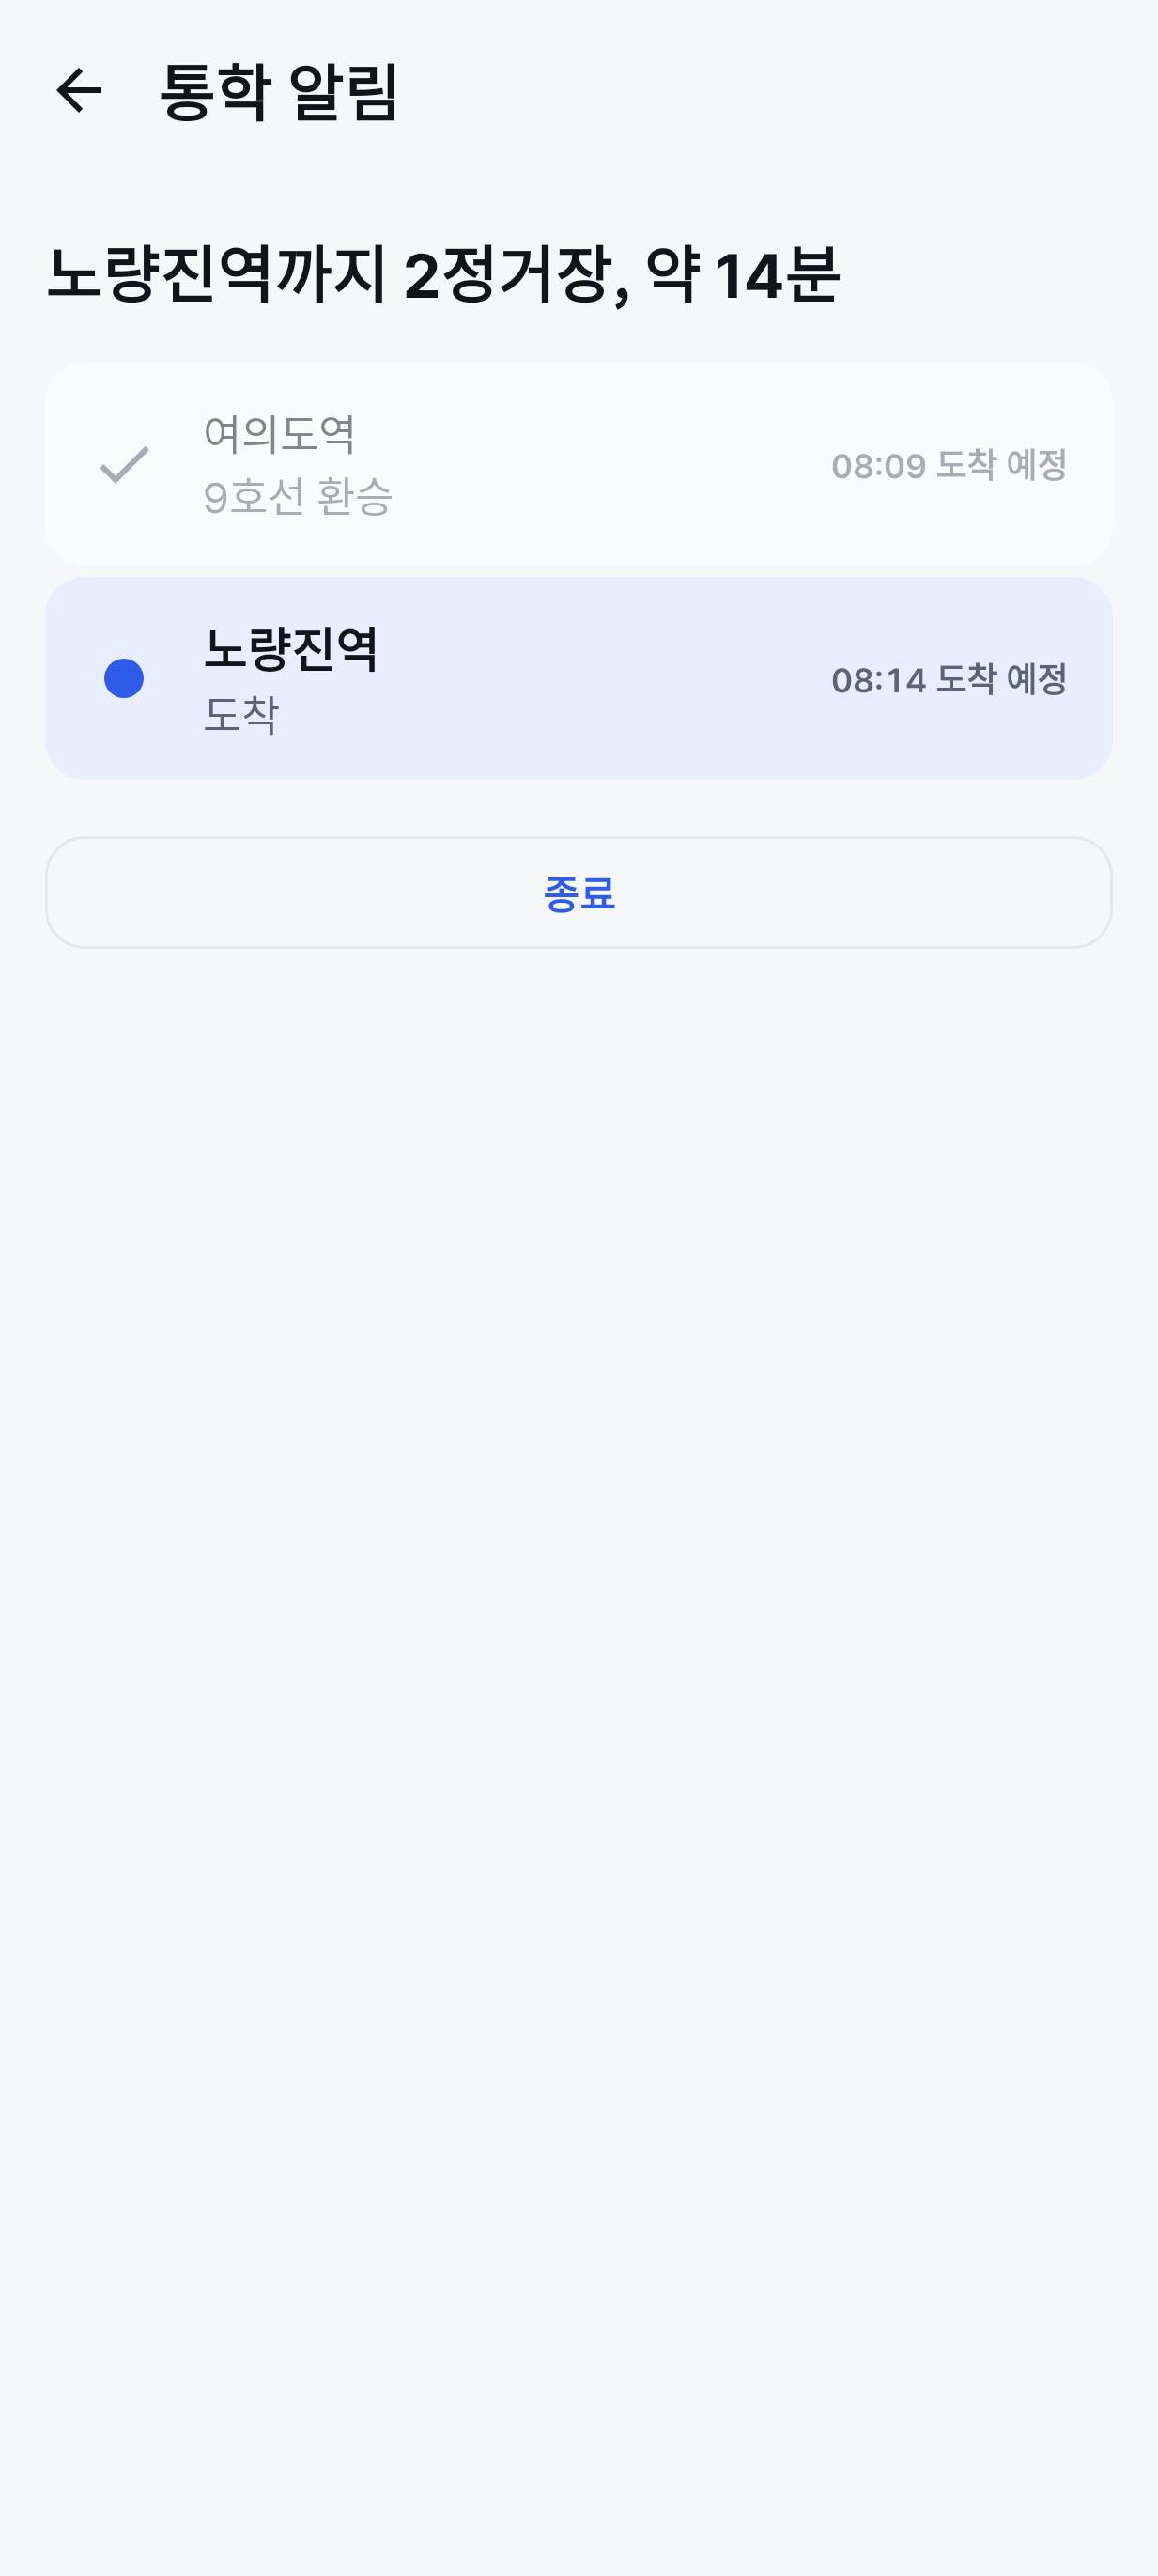 통학 알림
노량진역까지 2정거장, 약 14분
여의도역
9호선 환승
08:09 도착 예정
노량진역
도착
08:14 도착 예정
종료